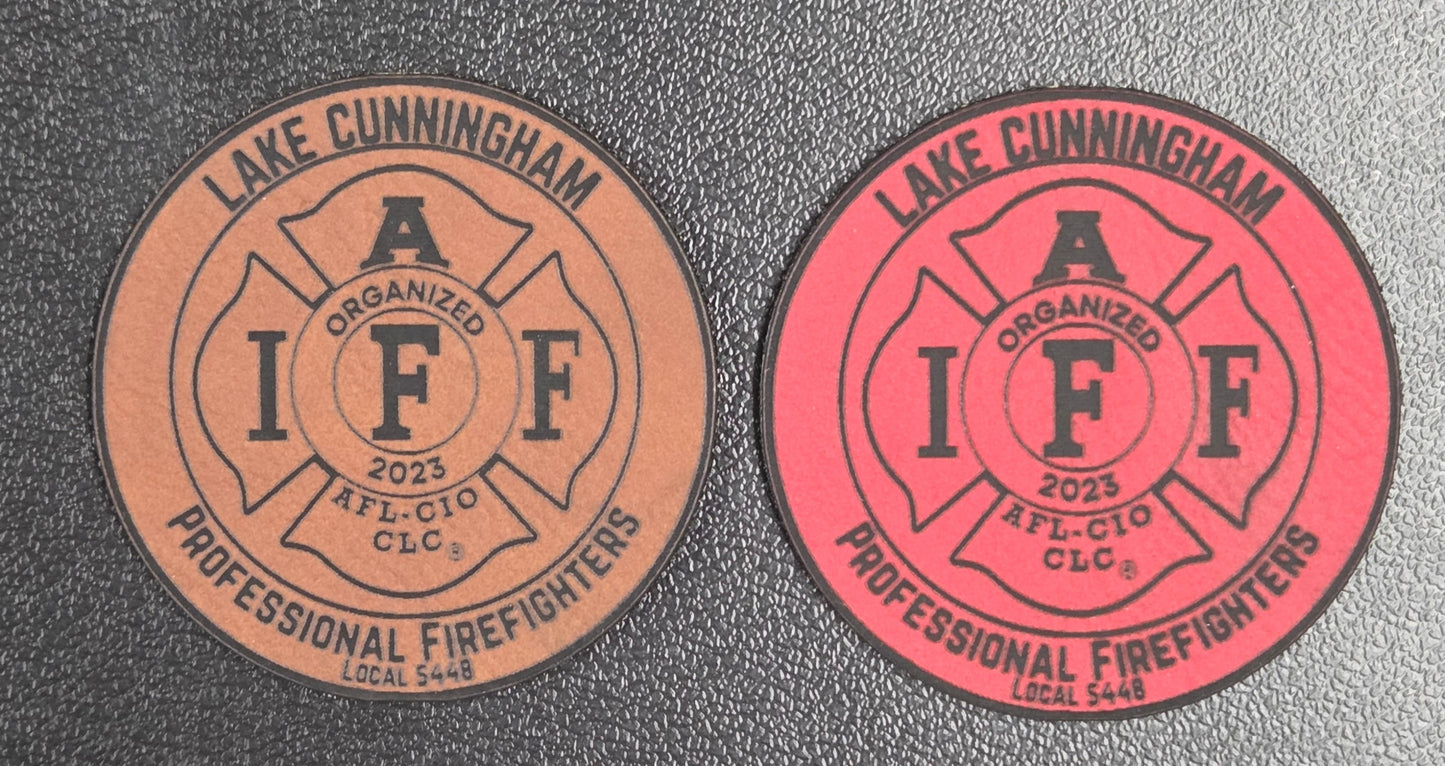 LAKE CUNNINGHAM
A
ORGANIZED
I F F
2023
AFL-CIO
CLC®
PROFESSIONAL FIREFIGHTERS
LOCAL 5448
LAKE CUNNINGHAM
A
ORGANIZED
I F F
2023
AFL-CIO
CLC®
PROFESSIONAL FIREFIGHTERS
LOCAL 5448